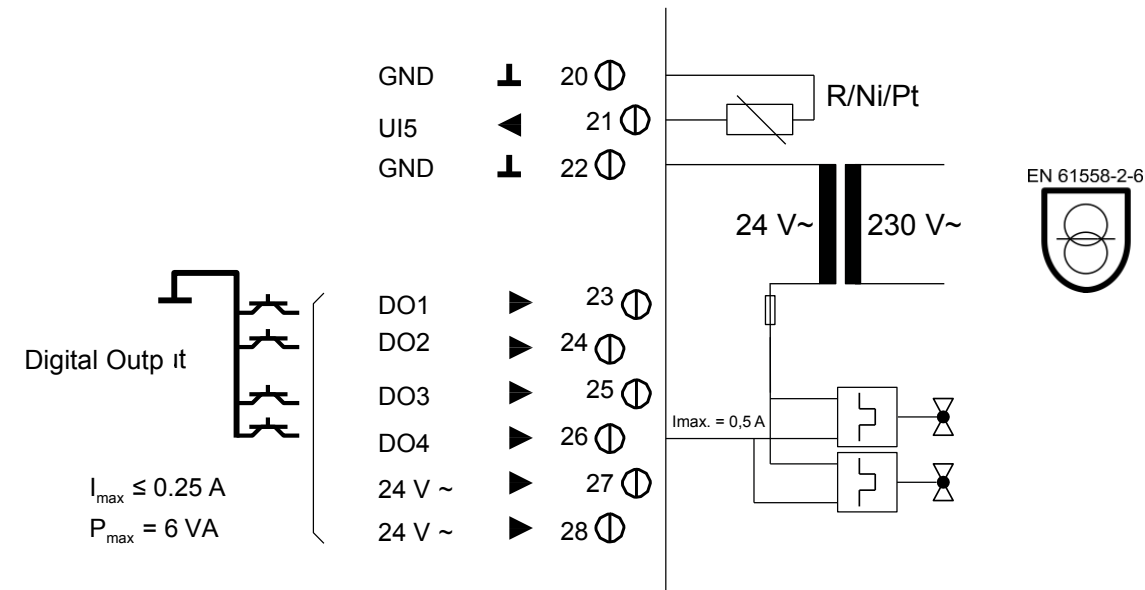 GND 20
UI5 21
R/Ni/Pt
GND 22
EN 61558-2-6
24 V~ 230 V~
DO1 23
DO2 24
Digital Outp ıt
DO3 25
Imax. = 0,5 A
DO4 26
Imax ≤ 0.25 A
24 V ~ 27
Pmax = 6 VA
24 V ~ 28